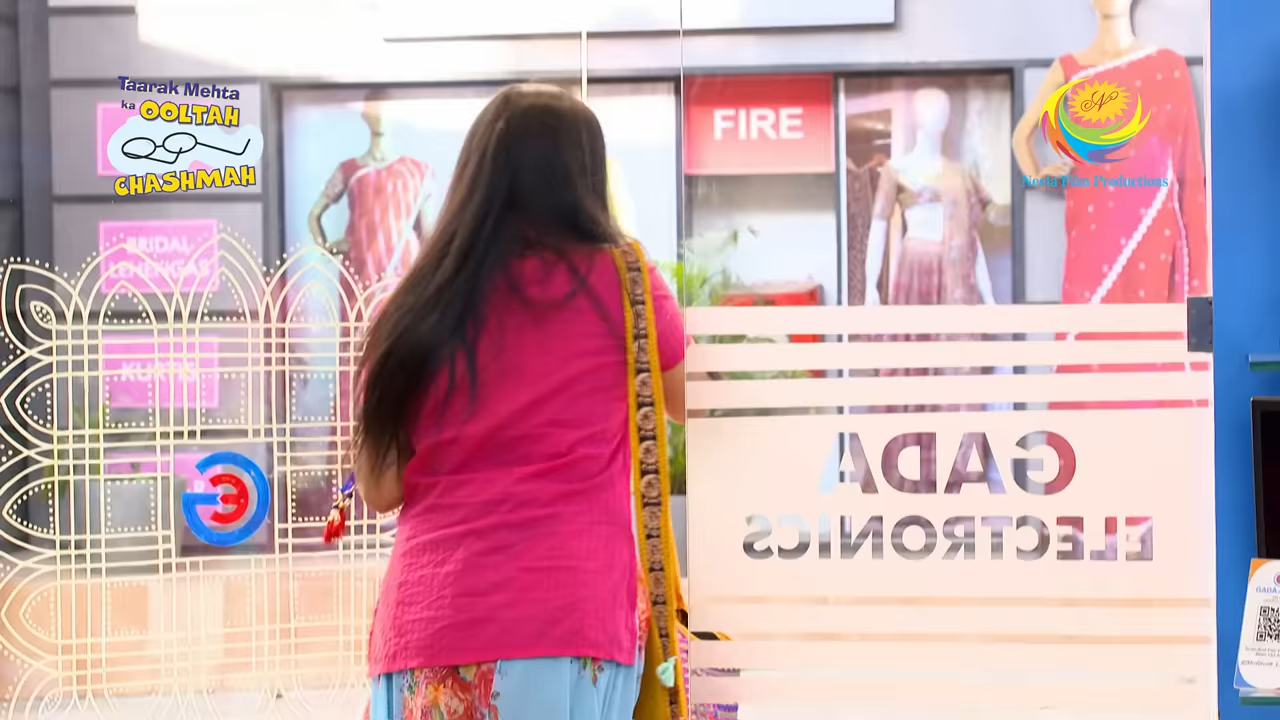 Taarak Mehta
ka OOLTAH
CHASHMAH
FIRE
Neela Film Productions
BRIDAL
LEHENGAS
KURTIS
GADA
ELECTRONICS